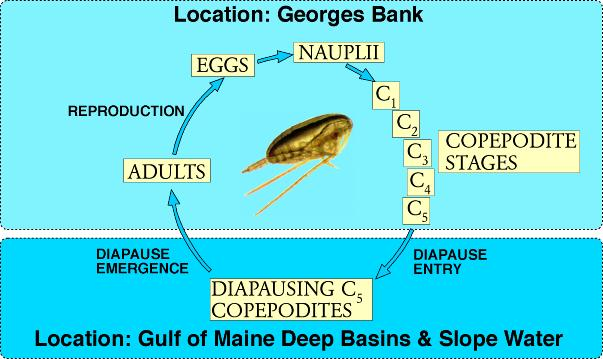 Location: Georges Bank
EGGS
NAUPLII
C1
C2
C3
C4
C5
COPEPODITE
STAGES
REPRODUCTION
ADULTS
DIAPAUSE
EMERGENCE
DIAPAUSE
ENTRY
DIAPAUSING C5
COPEPODITES
Location: Gulf of Maine Deep Basins & Slope Water